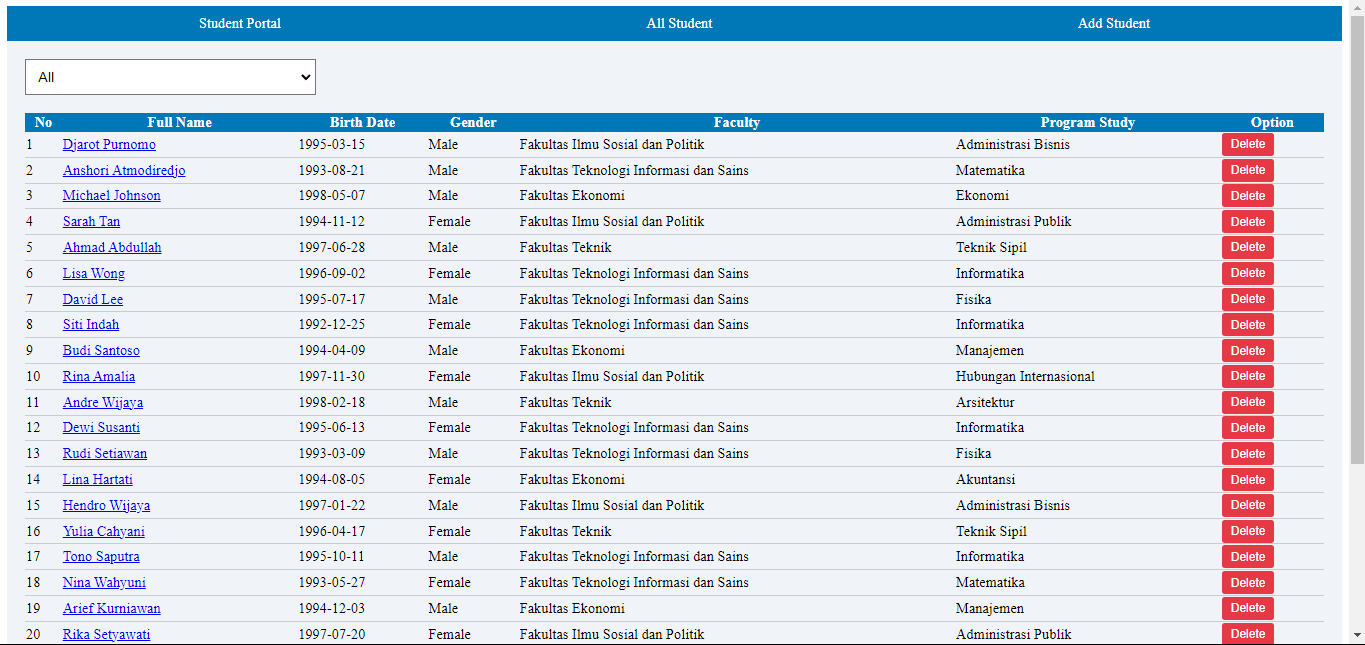 Student Portal All Student Add Student
All
No Full Name Birth Date Gender Faculty Program Study Option
1 Djarot Purnomo 1995-03-15 Male Fakultas Ilmu Sosial dan Politik Administrasi Bisnis Delete
2 Anshori Atmodiredjo 1993-08-21 Male Fakultas Teknologi Informasi dan Sains Matematika Delete
3 Michael Johnson 1998-05-07 Male Fakultas Ekonomi Ekonomi Delete
4 Sarah Tan 1994-11-12 Female Fakultas Ilmu Sosial dan Politik Administrasi Publik Delete
5 Ahmad Abdullah 1997-06-28 Male Fakultas Teknik Teknik Sipil Delete
6 Lisa Wong 1996-09-02 Female Fakultas Teknologi Informasi dan Sains Informatika Delete
7 David Lee 1995-07-17 Male Fakultas Teknologi Informasi dan Sains Fisika Delete
8 Siti Indah 1992-12-25 Female Fakultas Teknologi Informasi dan Sains Informatika Delete
9 Budi Santoso 1994-04-09 Male Fakultas Ekonomi Manajemen Delete
10 Rina Amalia 1997-11-30 Female Fakultas Ilmu Sosial dan Politik Hubungan Internasional Delete
11 Andre Wijaya 1998-02-18 Male Fakultas Teknik Arsitektur Delete
12 Dewi Susanti 1995-06-13 Female Fakultas Teknologi Informasi dan Sains Informatika Delete
13 Rudi Setiawan 1993-03-09 Male Fakultas Teknologi Informasi dan Sains Fisika Delete
14 Lina Hartati 1994-08-05 Female Fakultas Ekonomi Akuntansi Delete
15 Hendro Wijaya 1997-01-22 Male Fakultas Ilmu Sosial dan Politik Administrasi Bisnis Delete
16 Yulia Cahyani 1996-04-17 Female Fakultas Teknik Teknik Sipil Delete
17 Tono Saputra 1995-10-11 Male Fakultas Teknologi Informasi dan Sains Informatika Delete
18 Nina Wahyuni 1993-05-27 Female Fakultas Teknologi Informasi dan Sains Matematika Delete
19 Arief Kurniawan 1994-12-03 Male Fakultas Ekonomi Manajemen Delete
20 Rika Setyawati 1997-07-20 Female Fakultas Ilmu Sosial dan Politik Administrasi Publik Delete